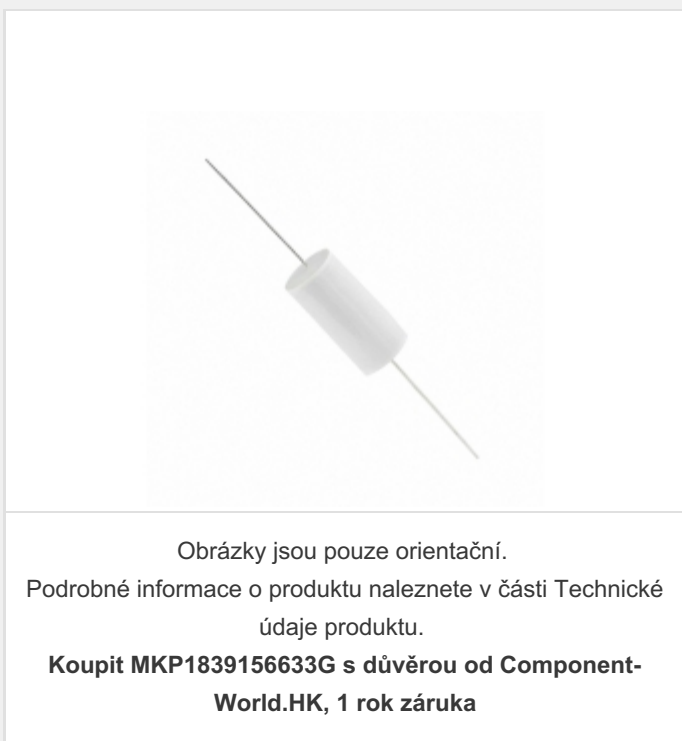 Obrázky jsou pouze orientační.
Podrobné informace o produktu naleznete v části Technické
údaje produktu.
Koupit MKP1839156633G s důvěrou od Component-
World.HK, 1 rok záruka